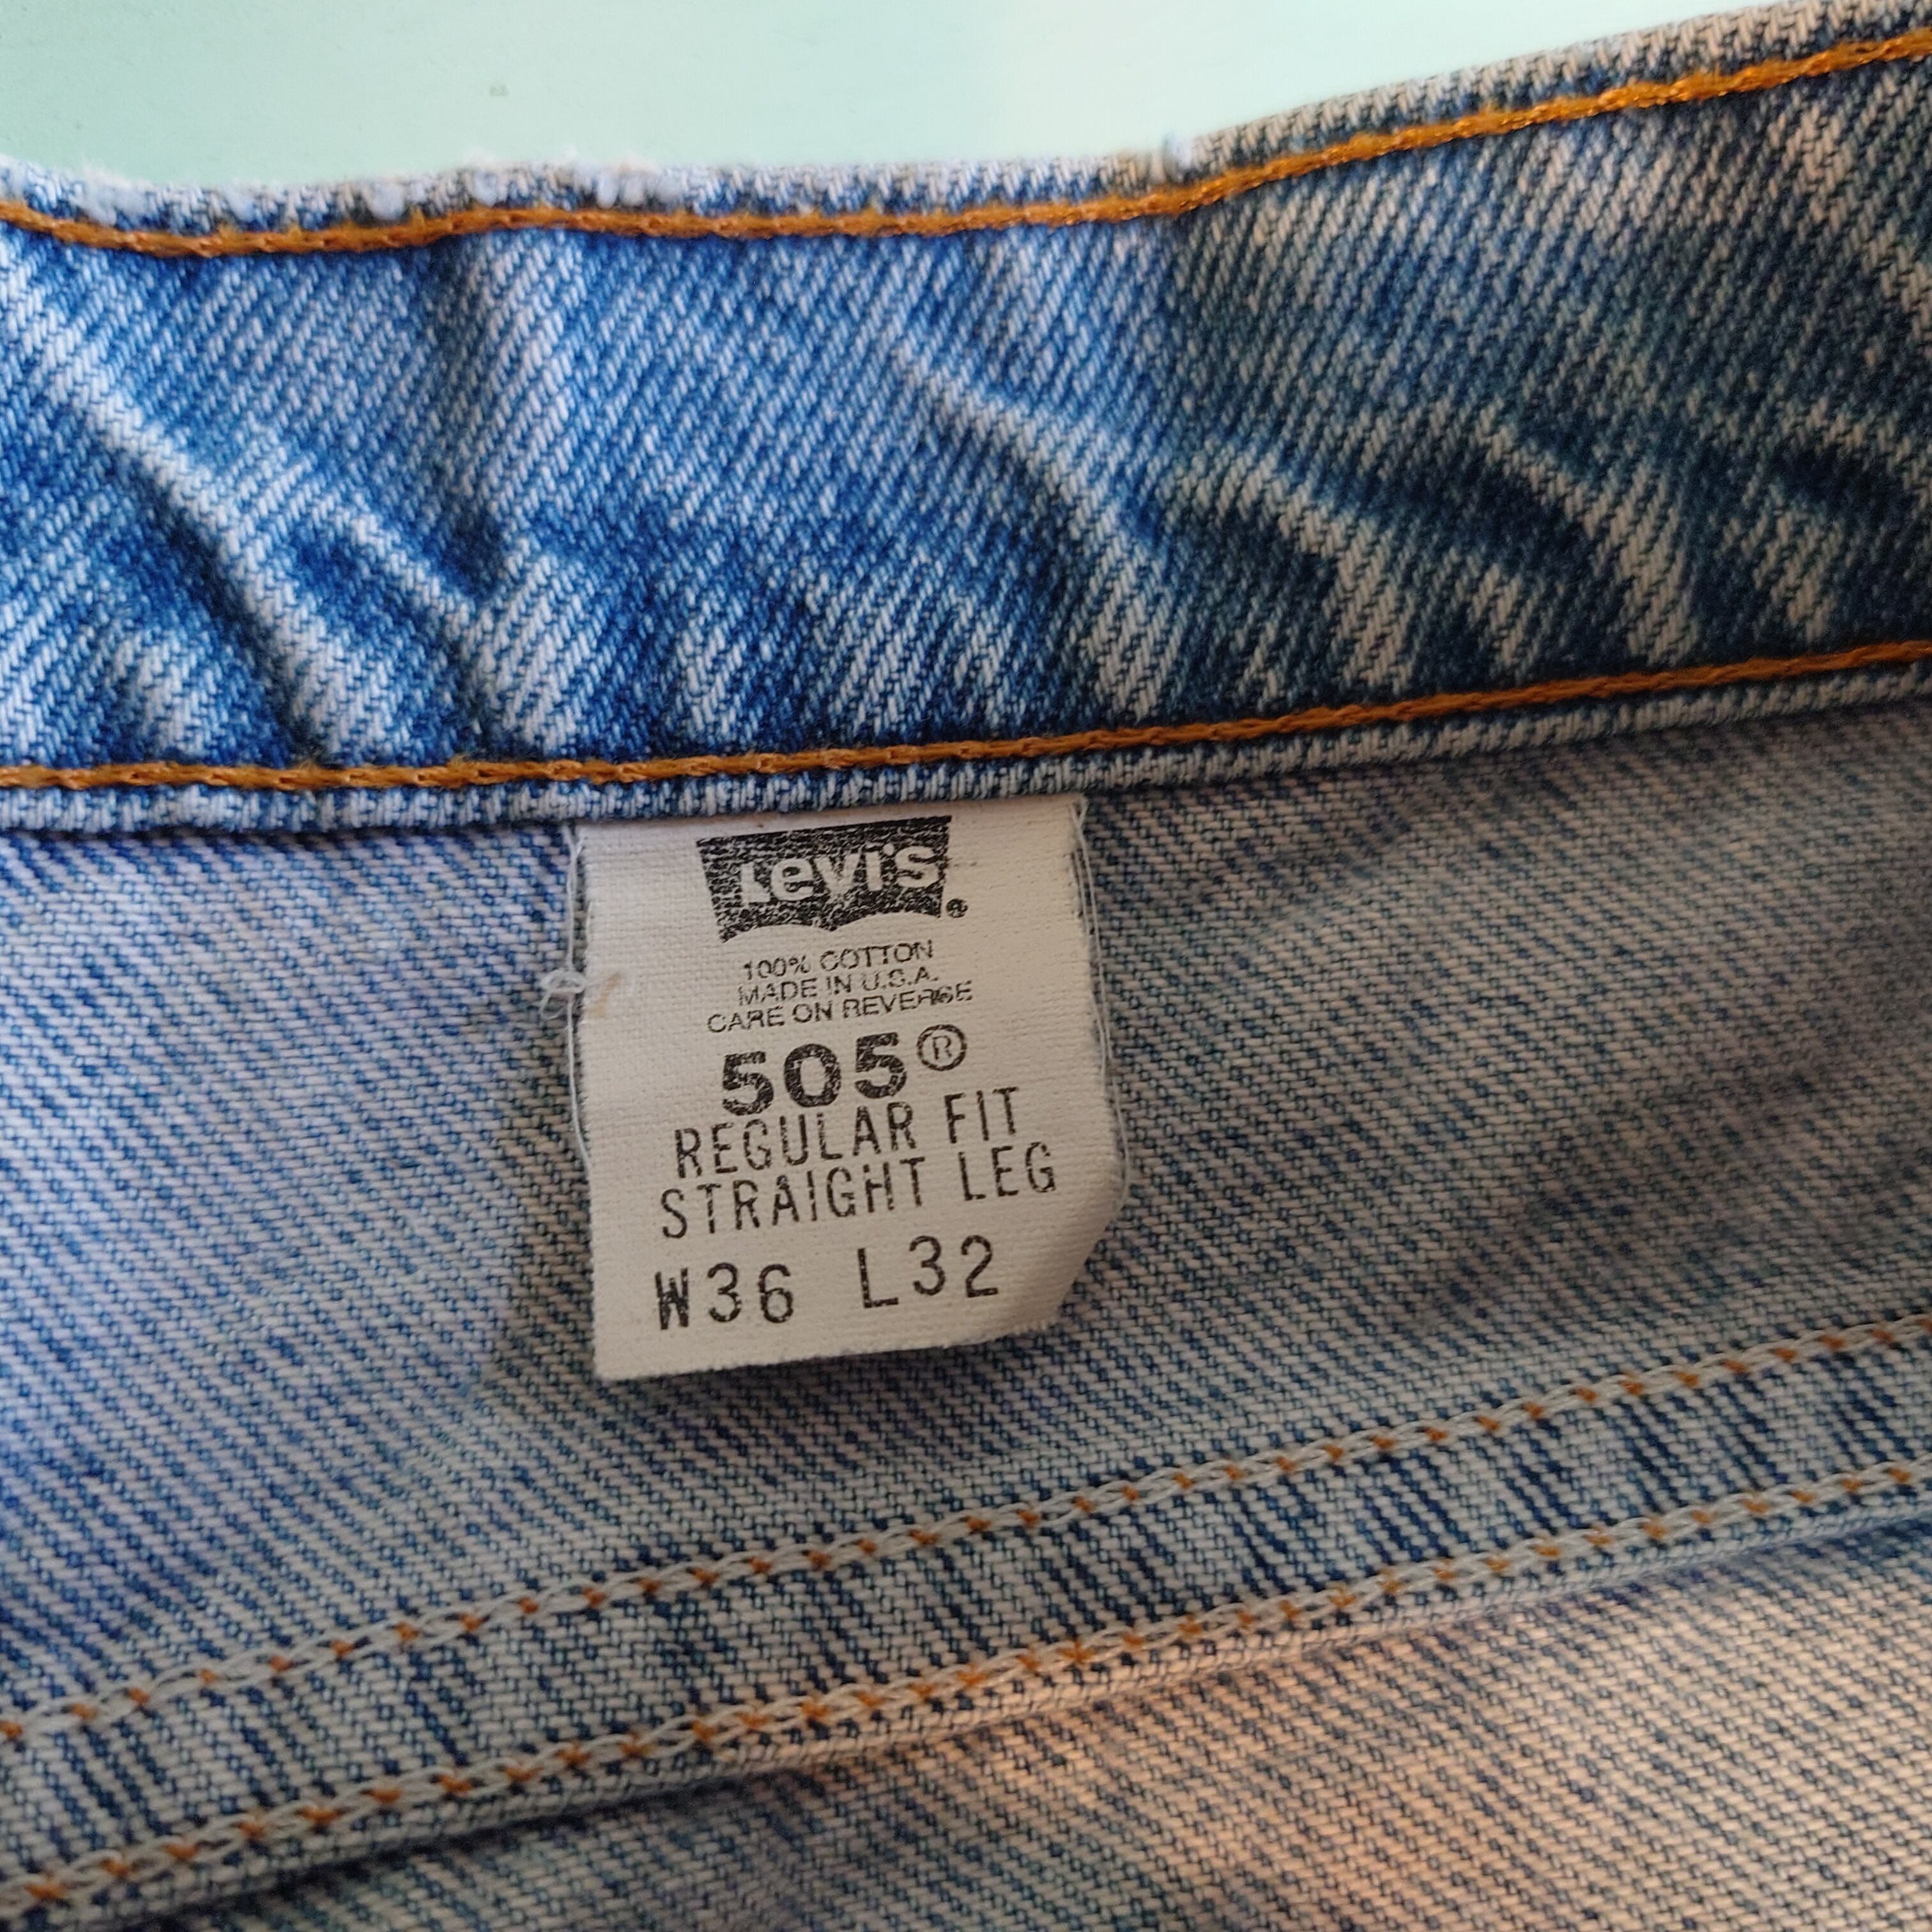 Levi's®
100% COTTON
MADE IN U.S.A.
CARE ON REVERSE
505®
REGULAR FIT
STRAIGHT LEG
W36 L32